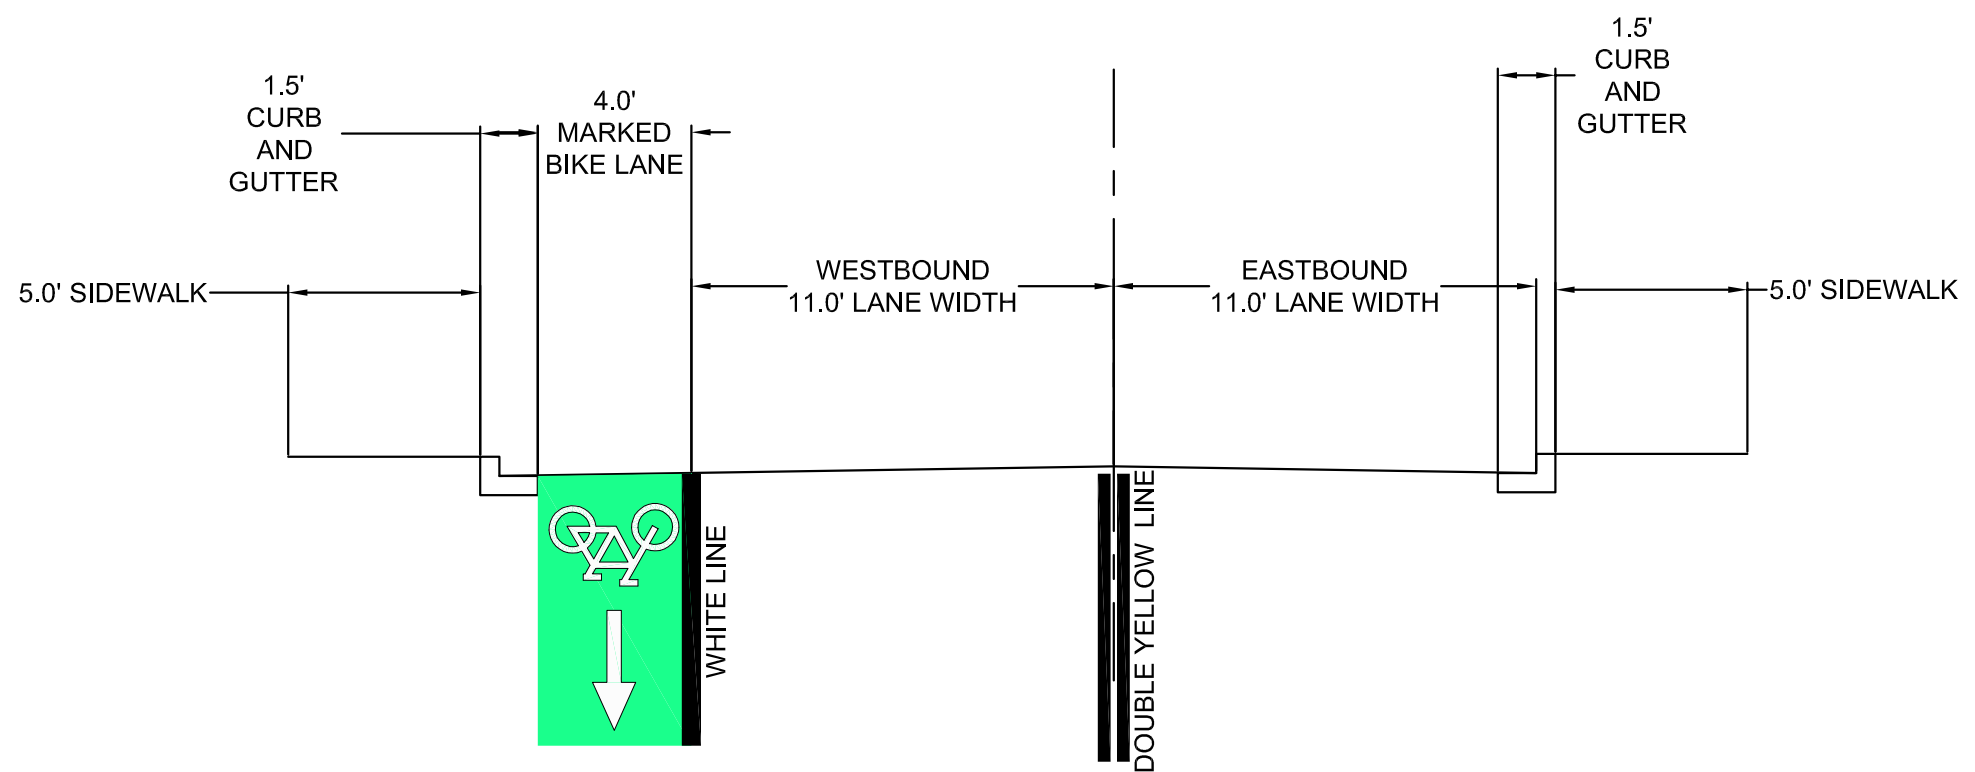 1.5'
CURB
AND
GUTTER
4.0'
MARKED
BIKE LANE
1.5'
CURB
AND
GUTTER
5.0' SIDEWALK
WESTBOUND
11.0' LANE WIDTH
EASTBOUND
11.0' LANE WIDTH
5.0' SIDEWALK
WHITE LINE
DOUBLE YELLOW LINE